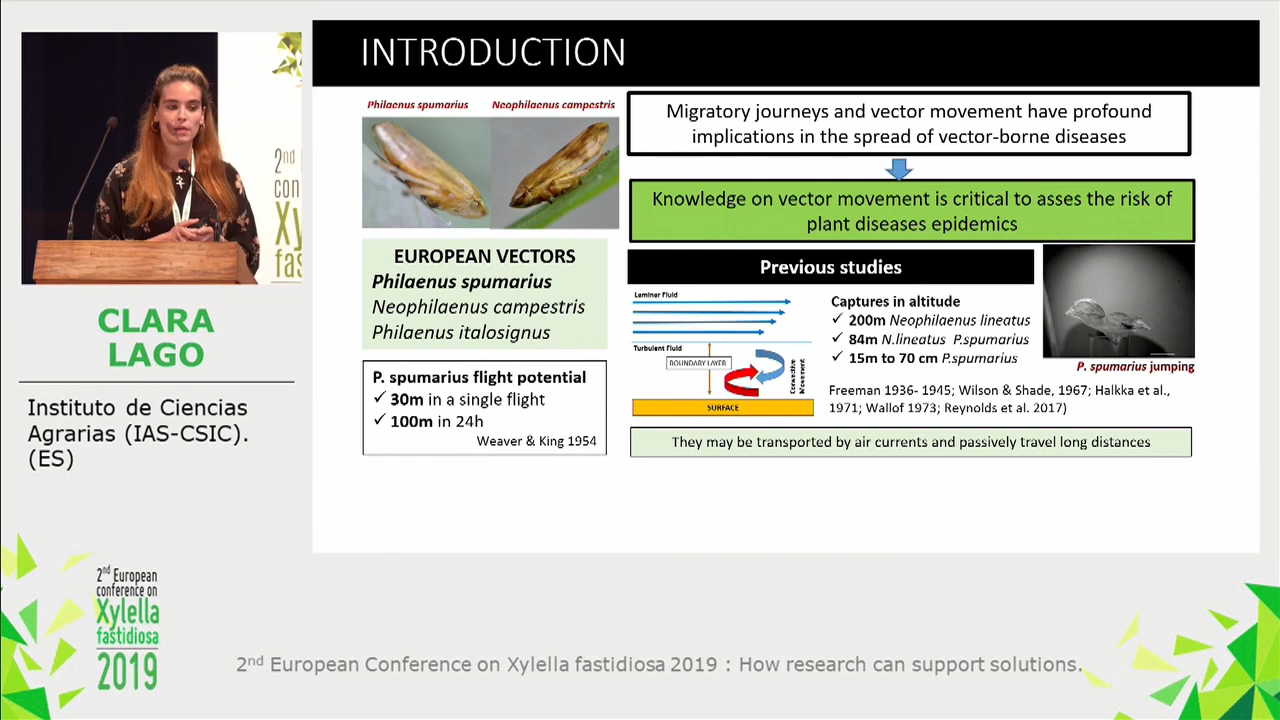 INTRODUCTION
Philaenus spumarius
Neophilaenus campestris
EUROPEAN VECTORS
Philaenus spumarius
Neophilaenus campestris
Philaenus italosignus
P. spumarius flight potential
✓ 30m in a single flight
✓ 100m in 24h
Weaver & King 1954
Migratory journeys and vector movement have profound
implications in the spread of vector-borne diseases
Knowledge on vector movement is critical to asses the risk of
plant diseases epidemics
Previous studies
Laminar Fluid
Turbulent Fluid
BOUNDARY LAYER
Convective
Movement
SURFACE
Captures in altitude
✓ 200m Neophilaenus lineatus
✓ 84m N.lineatus P.spumarius
✓ 15m to 70 cm P.spumarius
P. spumarius jumping
Freeman 1936- 1945; Wilson & Shade, 1967; Halkka et al.,
1971; Wallof 1973; Reynolds et al. 2017)
They may be transported by air currents and passively travel long distances
2nd
con
Xy
fas
CLARA
LAGO
Instituto de Ciencias
Agrarias (IAS-CSIC).
(ES)
2nd European
conference on
Xylella
fastidiosa
2019
2nd European Conference on Xylella fastidiosa 2019 : How research can support solutions.